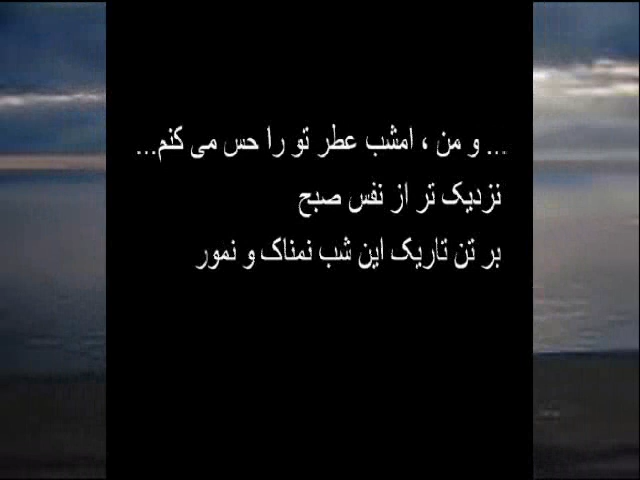 ... و من ، امشب عطر تو را حس می کنم...
نزدیک تر از نفس صبح
بر تن تاریک این شب نمناک و نمور